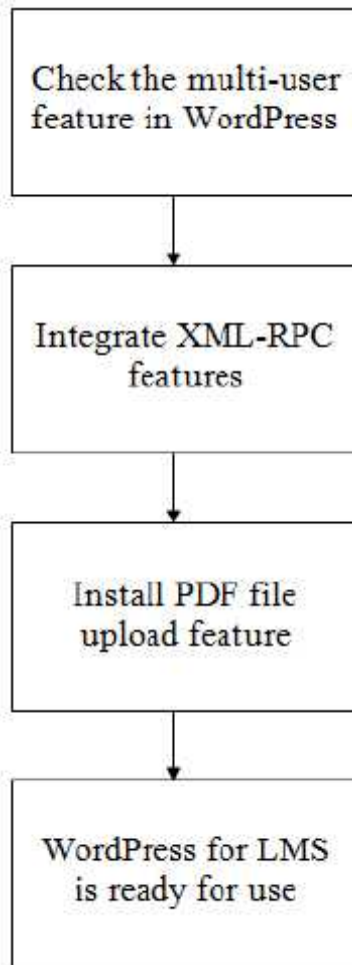 Check the multi-user
feature in WordPress
Integrate XML-RPC
features
Install PDF file
upload feature
WordPress for LMS
is ready for use